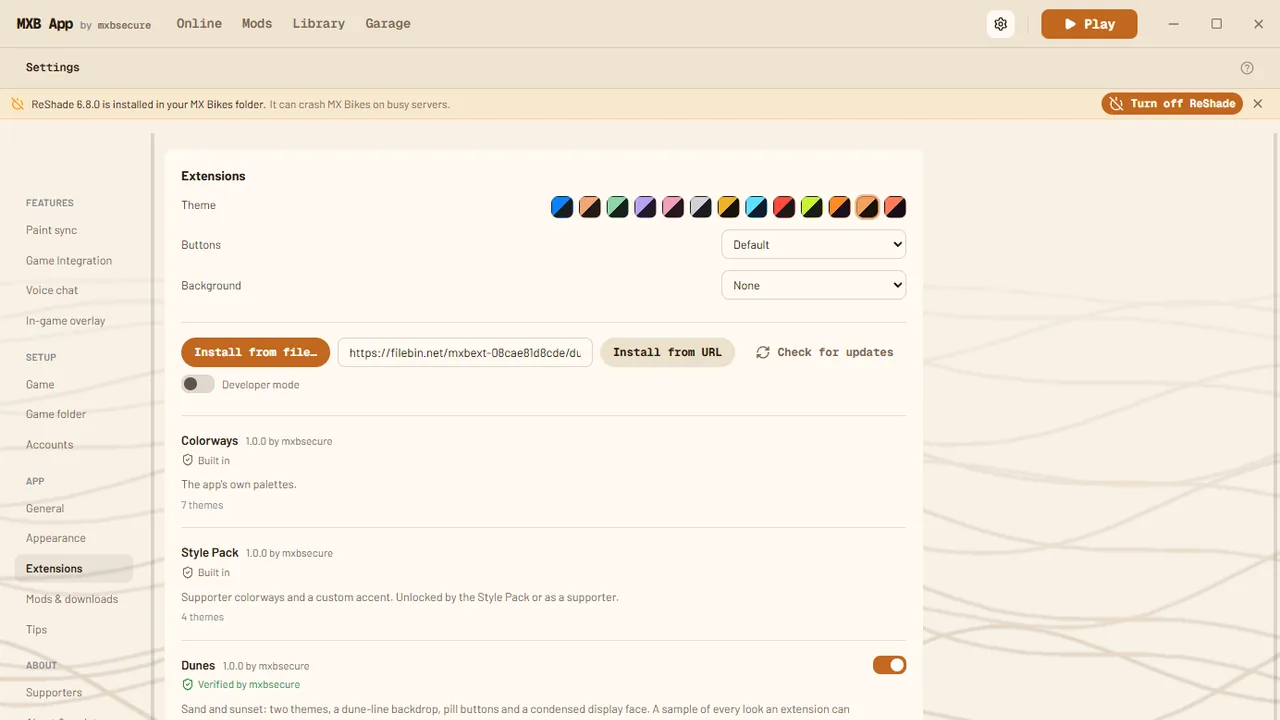 MXB App by mxbsecure Online Mods Library Garage Play
Settings
ReShade 6.8.0 is installed in your MX Bikes folder. It can crash MX Bikes on busy servers. Turn off ReShade
Extensions
Theme
Buttons Default
Background None
Install from file… https://filebin.net/mxbext-08cae81d8cde/du Install from URL Check for updates
Developer mode
Colorways 1.0.0 by mxbsecure
Built in
The app's own palettes.
7 themes
Style Pack 1.0.0 by mxbsecure
Built in
Supporter colorways and a custom accent. Unlocked by the Style Pack or as a supporter.
4 themes
Dunes 1.0.0 by mxbsecure
Verified by mxbsecure
Sand and sunset: two themes, a dune-line backdrop, pill buttons and a condensed display face. A sample of every look an extension can
FEATURES
Paint sync
Game Integration
Voice chat
In-game overlay
SETUP
Game
Game folder
Accounts
APP
General
Appearance
Extensions
Mods & downloads
Tips
ABOUT
Supporters